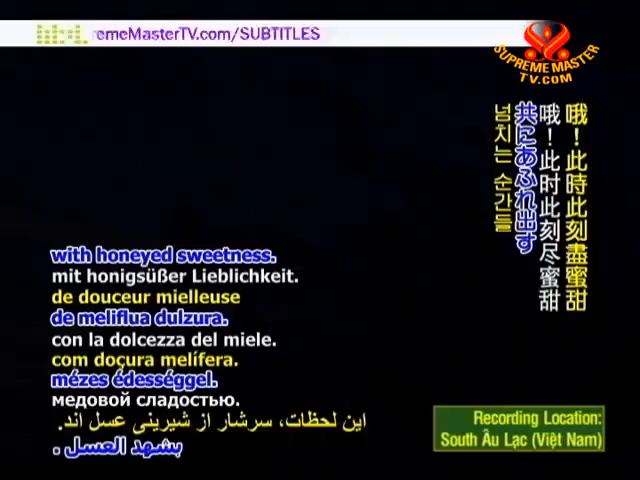 emeMasterTV.com/SUBTITLES
SUPREME MASTER
TV.COM
哦！此時此刻盡蜜甜
哦！此时此刻尽蜜甜
共にあふれ出す
넘치는 순간들
with honeyed sweetness.
mit honigsüßer Lieblichkeit.
de douceur mielleuse
de meliflua dulzura.
con la dolcezza del miele.
com doçura melífera.
mézes édességgel.
медовой сладостью.
این لحظات، سرشار از شیرینی عسل اند.
بشهد العسل .
Recording Location:
South Âu Lạc (Việt Nam)